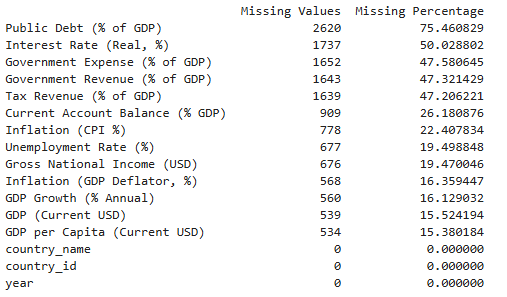 Missing Values  Missing Percentage
Public Debt (% of GDP)  2620  75.460829
Interest Rate (Real, %)  1737  50.028802
Government Expense (% of GDP)  1652  47.580645
Government Revenue (% of GDP)  1643  47.321429
Tax Revenue (% of GDP)  1639  47.206221
Current Account Balance (% GDP)  909  26.180876
Inflation (CPI %)  778  22.407834
Unemployment Rate (%)  677  19.498848
Gross National Income (USD)  676  19.470046
Inflation (GDP Deflator, %)  568  16.359447
GDP Growth (% Annual)  560  16.129032
GDP (Current USD)  539  15.524194
GDP per Capita (Current USD)  534  15.380184
country_name  0  0.000000
country_id  0  0.000000
year  0  0.000000